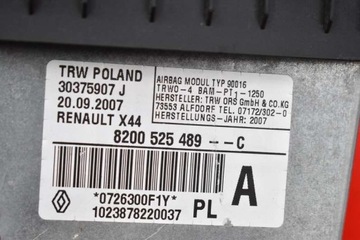 TRW POLAND
30375907 J
20.09.2007
RENAULT X44
AIRBAG MODUL TYP 90016
TRWO-4 BAM-PT1-1250
HERSTELLER: TRW ORS GmbH & CO.KG
73553 ALFDORF TEL. 07172/302-0
HERSTELLUNGS-JAHR: 2007
8200 525 489 --C
*0726300F1Y*
1023878220037
PL
A